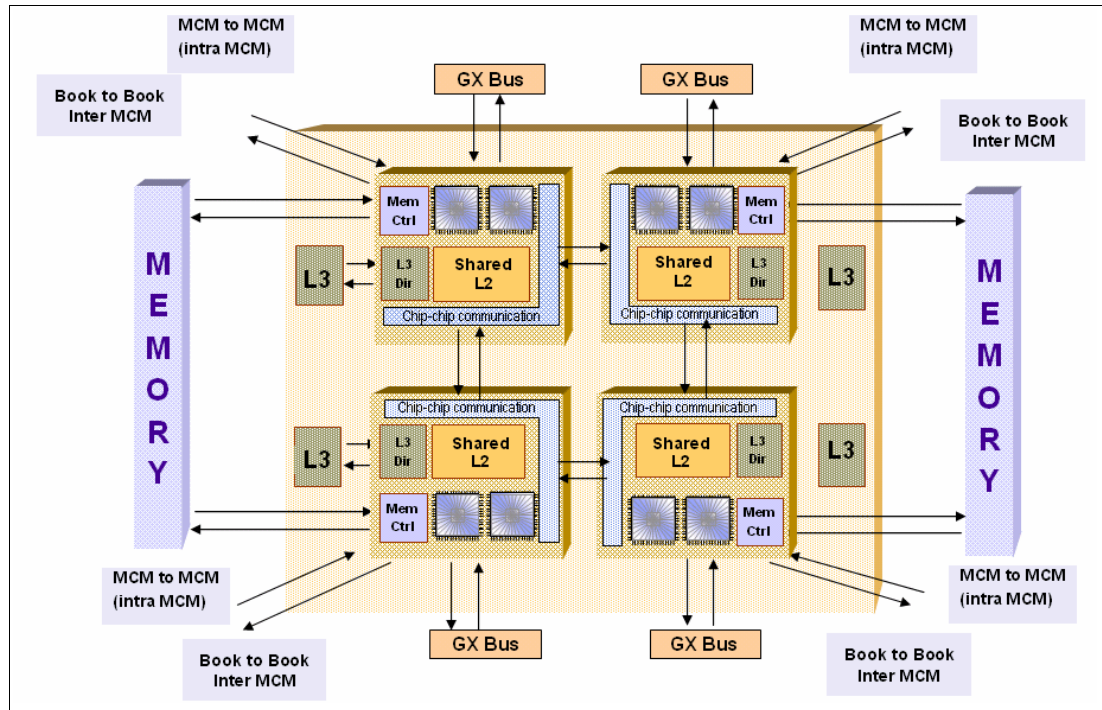 MCM to MCM
(intra MCM)
MCM to MCM
(intra MCM)
GX Bus
GX Bus
Book to Book
Inter MCM
Book to Book
Inter MCM
MEMORY
Mem
Ctrl
Mem
Ctrl
L3
L3
Dir
Shared
L2
Shared
L2
L3
Dir
L3
Chip-chip communication
Chip-chip communication
MEMORY
Chip-chip communication
Chip-chip communication
L3
L3
Dir
Shared
L2
Shared
L2
L3
Dir
L3
Mem
Ctrl
Mem
Ctrl
MCM to MCM
(intra MCM)
MCM to MCM
(intra MCM)
GX Bus
GX Bus
Book to Book
Inter MCM
Book to Book
Inter MCM